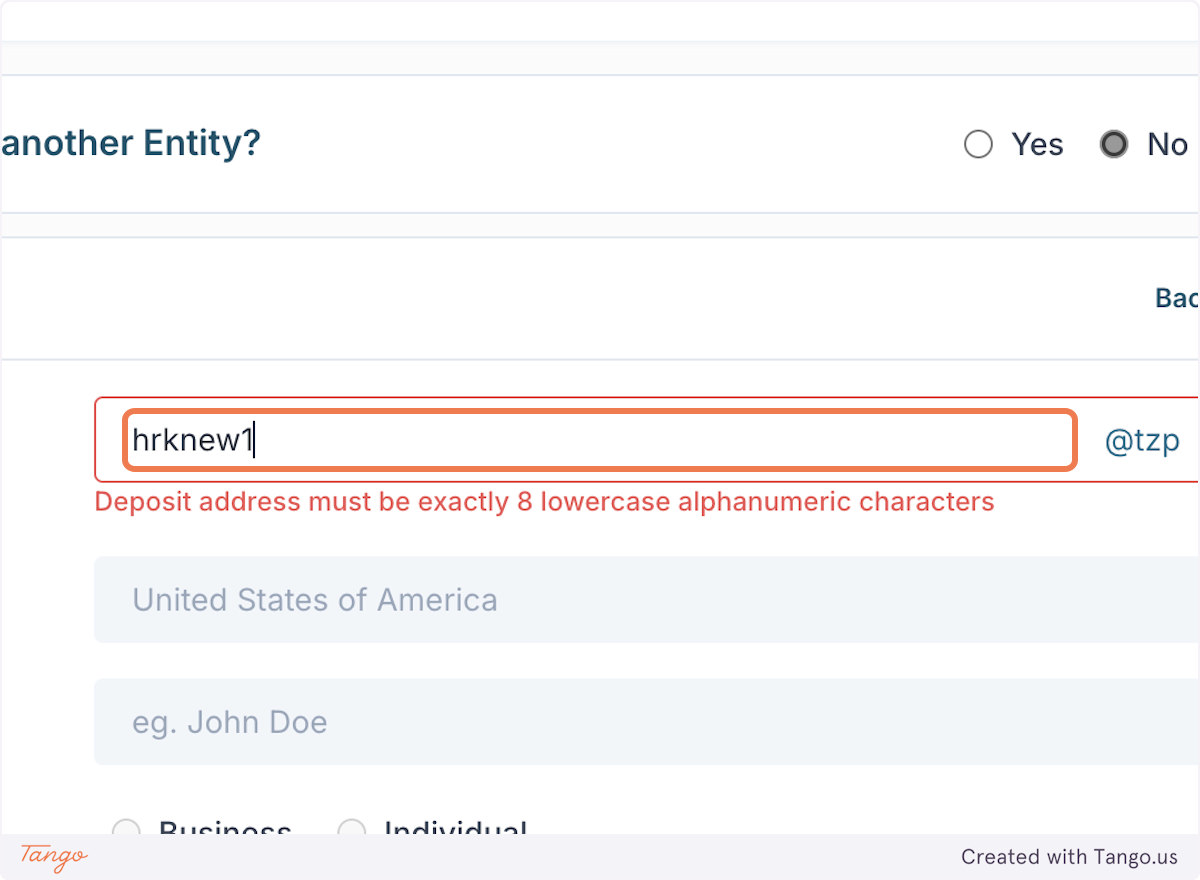 another Entity?
Yes
No
Bac
hrknew1
@tzp
Deposit address must be exactly 8 lowercase alphanumeric characters
United States of America
eg. John Doe
Business
Individual
Tango
Created with Tango.us